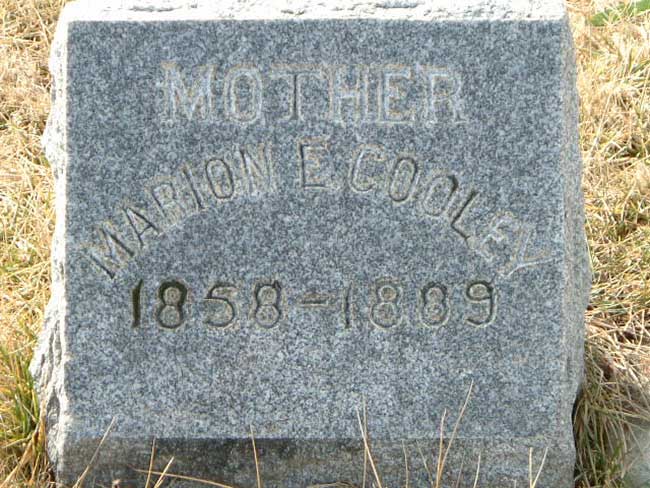 MOTHER
MARION E. COOLEY
1858-1889